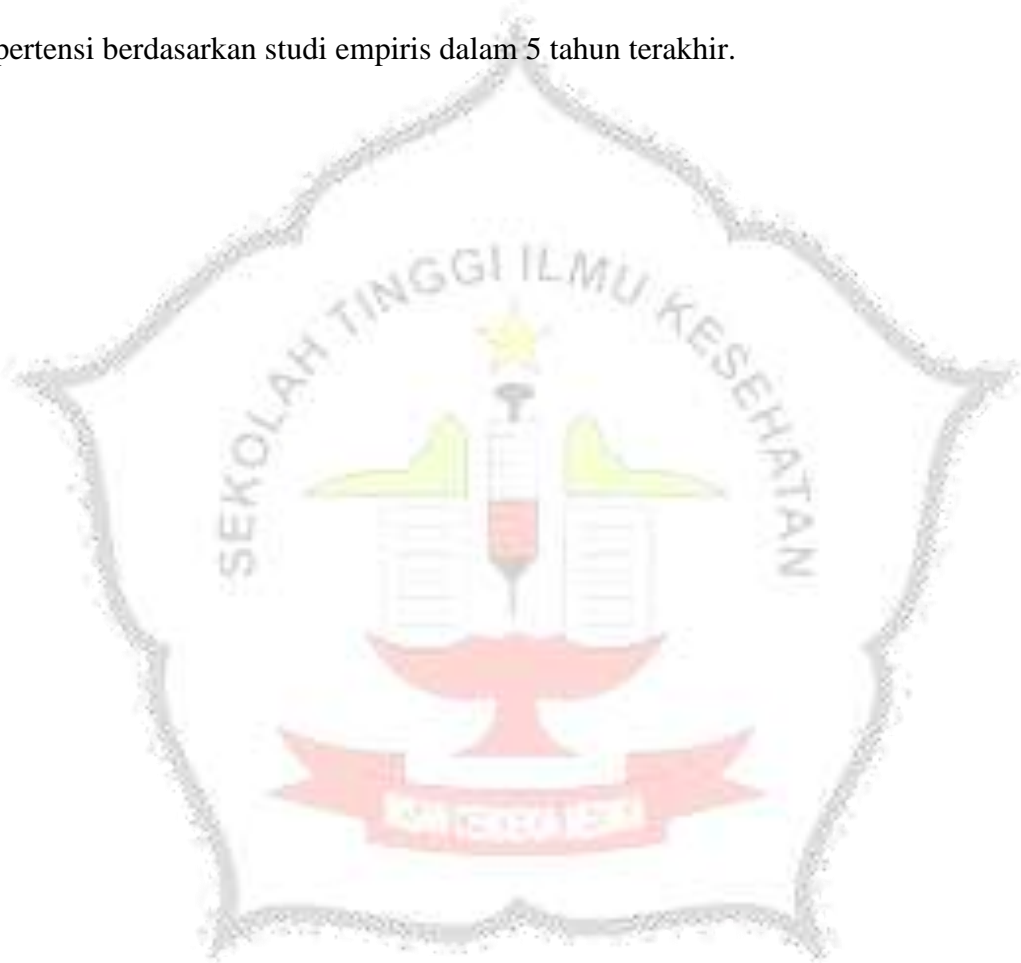 pertensi berdasarkan studi empiris dalam 5 tahun terakhir.
SEKOLAH TINGGI ILMU KESEHATAN